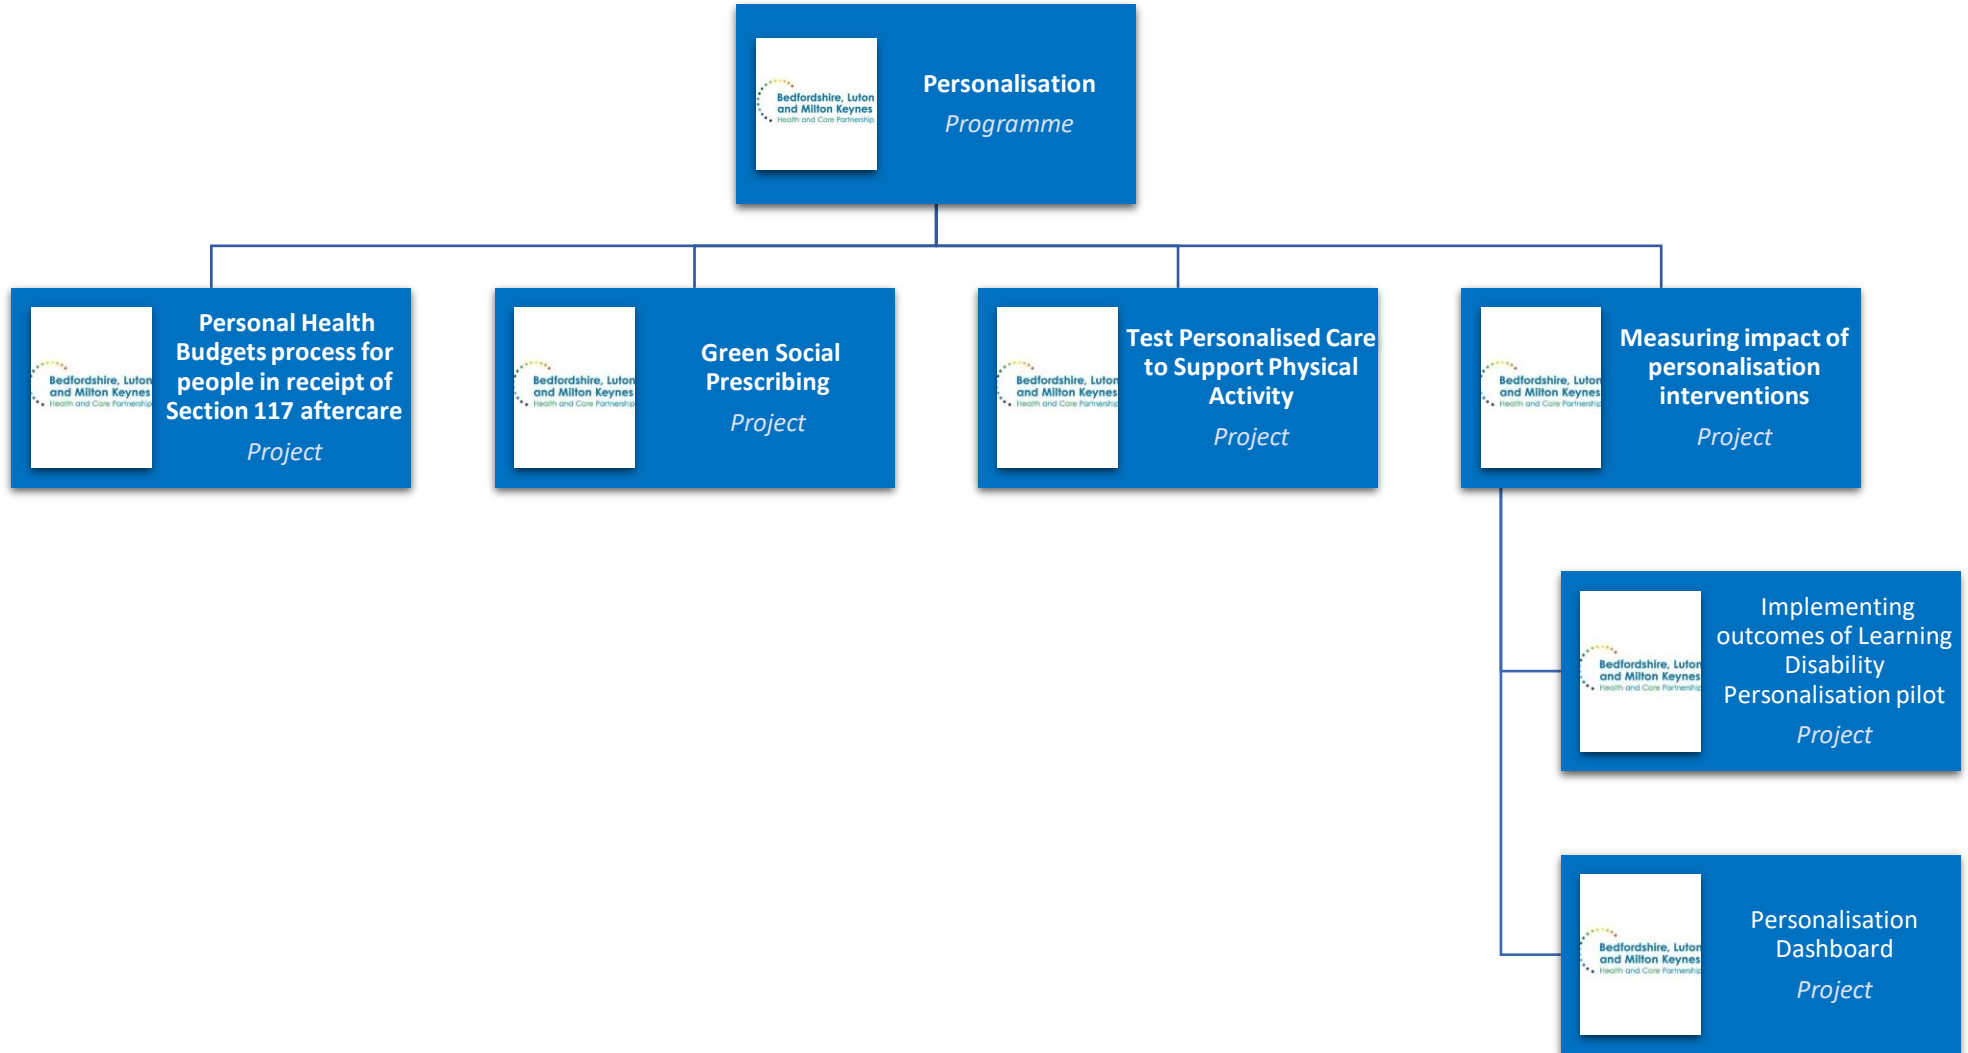 Bedfordshire, Luton
and Milton Keynes
Health and Care Partnership
Personalisation
Programme
Bedfordshire, Luton
and Milton Keynes
Health and Care Partnership
Personal Health
Budgets process for
people in receipt of
Section 117 aftercare
Project
Bedfordshire, Luton
and Milton Keynes
Health and Care Partnership
Green Social
Prescribing
Project
Bedfordshire, Luton
and Milton Keynes
Health and Care Partnership
Test Personalised Care
to Support Physical
Activity
Project
Bedfordshire, Luton
and Milton Keynes
Health and Care Partnership
Measuring impact of
personalisation
interventions
Project
Bedfordshire, Luton
and Milton Keynes
Health and Care Partnership
Implementing
outcomes of Learning
Disability
Personalisation pilot
Project
Bedfordshire, Luton
and Milton Keynes
Health and Care Partnership
Personalisation
Dashboard
Project